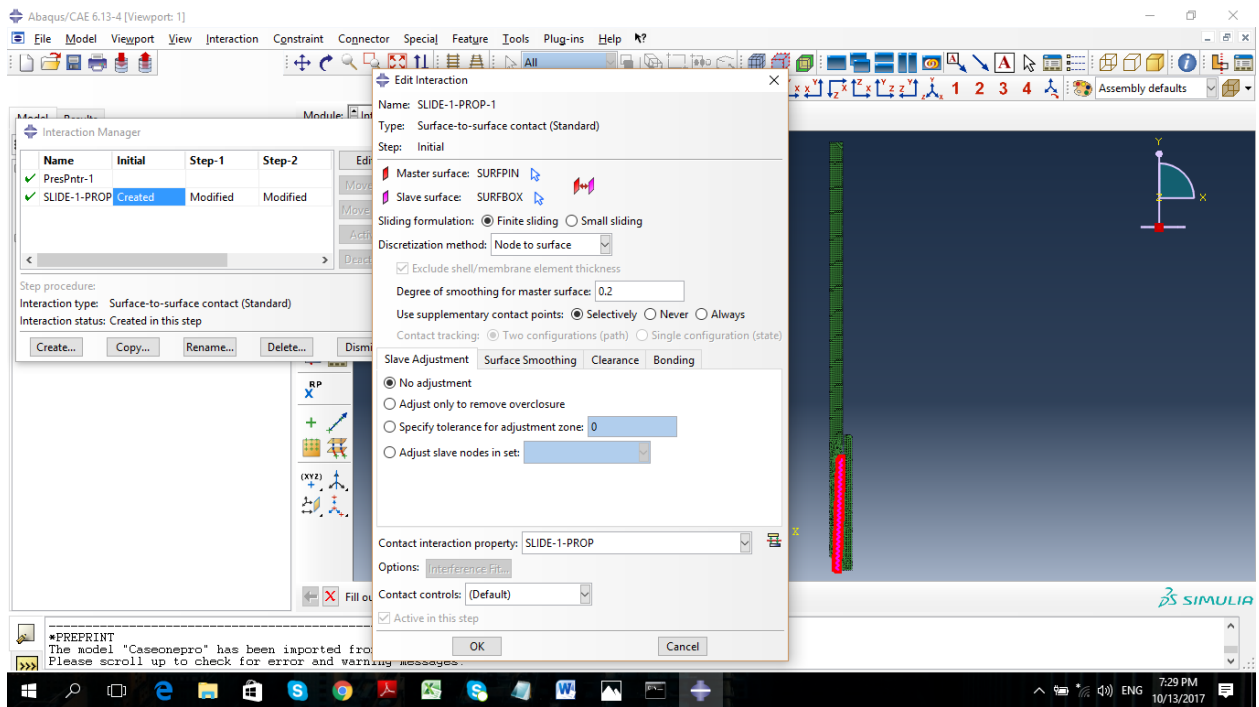 Abaqus/CAE 6.13-4 [Viewport: 1]
File Model Viewport View Interaction Constraint Connector Special Feature Tools Plug-ins Help
All
1 2 3 4 Assembly defaults
Model Results Module:
Interaction Manager
Name Initial Step-1 Step-2
PresPntr-1
SLIDE-1-PROP Created Modified Modified
Edi
Move
Move
Acti
Deact
Step procedure:
Interaction type: Surface-to-surface contact (Standard)
Interaction status: Created in this step
Create... Copy... Rename... Delete... Dismi
RP
(XYZ)
Fill ou
Edit Interaction
Name: SLIDE-1-PROP-1
Type: Surface-to-surface contact (Standard)
Step: Initial
Master surface: SURFPIN
Slave surface: SURFBOX
Sliding formulation: Finite sliding Small sliding
Discretization method: Node to surface
Exclude shell/membrane element thickness
Degree of smoothing for master surface: 0.2
Use supplementary contact points: Selectively Never Always
Contact tracking: Two configurations (path) Single configuration (state)
Slave Adjustment Surface Smoothing Clearance Bonding
No adjustment
Adjust only to remove overclosure
Specify tolerance for adjustment zone: 0
Adjust slave nodes in set:
Contact interaction property: SLIDE-1-PROP
Options: Interference Fit...
Contact controls: (Default)
Active in this step
OK Cancel
Y
Z X
X
SIMULIA
*PREPRINT
The model "Caseonepro" has been imported fro
Please scroll up to check for error and warning messages.
ENG
7:29 PM
10/13/2017